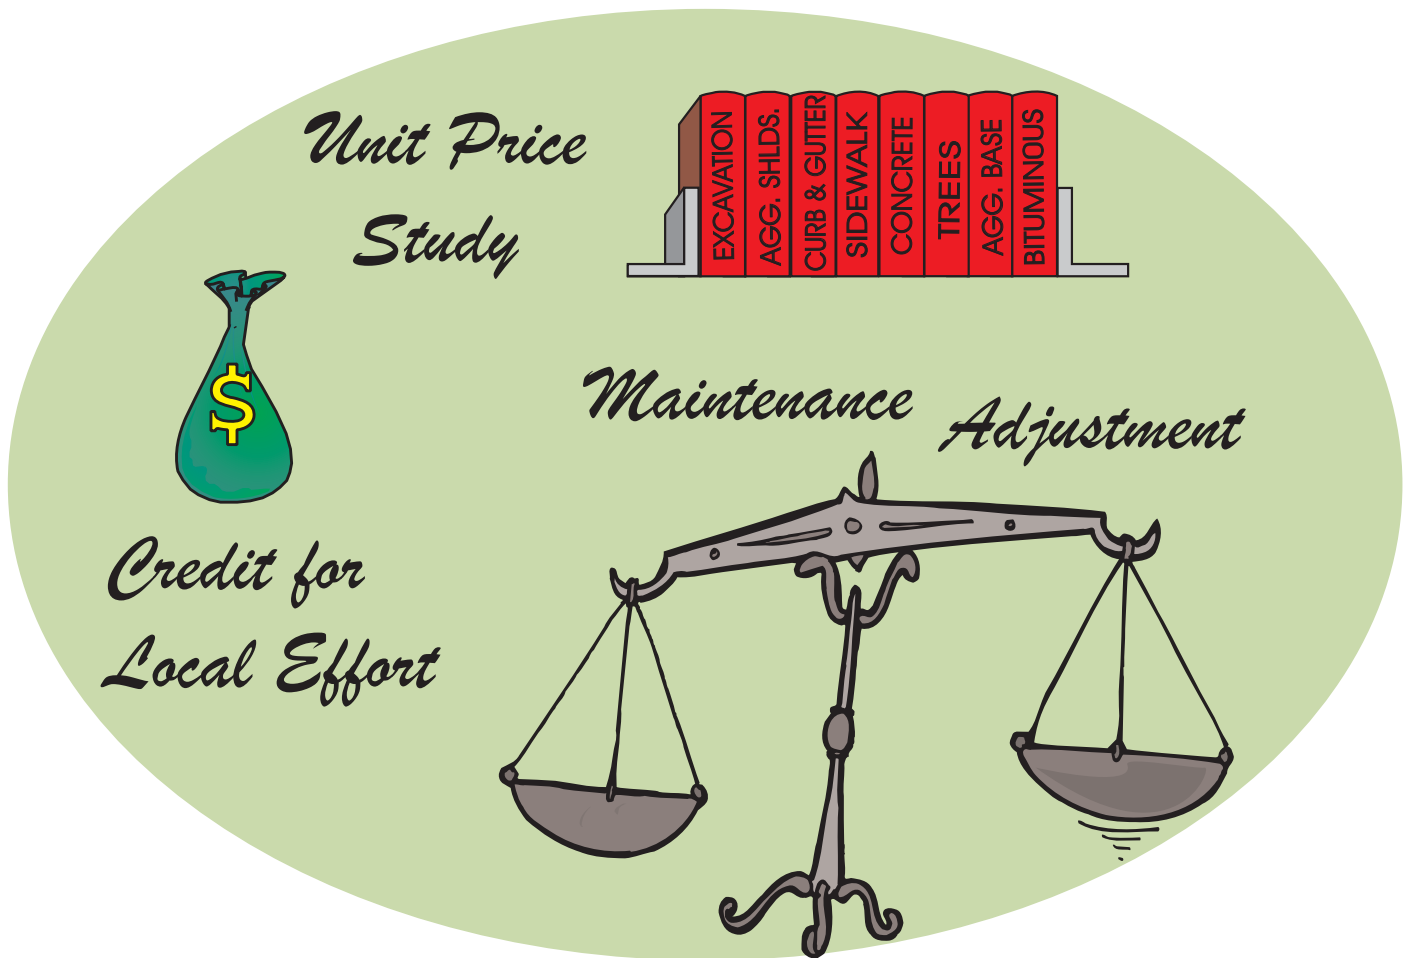 Unit Price
Study
EXCAVATION
AGG. SHLDS.
CURB & GUTTER
SIDEWALK
CONCRETE
TREES
AGG. BASE
BITUMINOUS
$
Maintenance Adjustment
Credit for
Local Effort